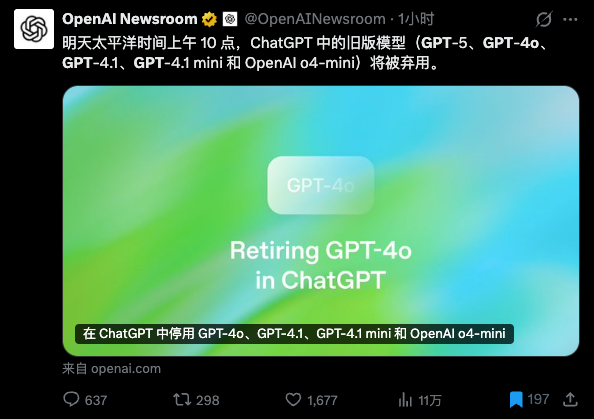 OpenAI Newsroom @OpenAINewsroom · 1小时
明天太平洋时间上午 10 点，ChatGPT 中的旧版模型（GPT-5、GPT-4o、
GPT-4.1、GPT-4.1 mini 和 OpenAI o4-mini）将被弃用。
GPT-4o
Retiring GPT-4o
in ChatGPT
在 ChatGPT 中停用 GPT-4o、GPT-4.1、GPT-4.1 mini 和 OpenAI o4-mini
来自 openai.com
637 298 1,677 11万 197